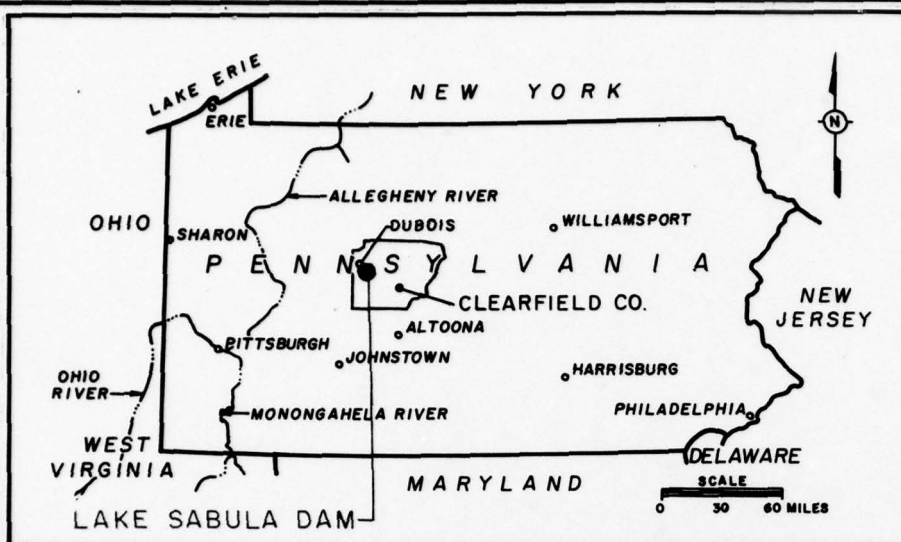 LAKE ERIE
NEW YORK
ERIE
N
ALLEGHENY RIVER
OHIO
SHARON
DUBOIS
WILLIAMSPORT
PENNSYLVANIA
CLEARFIELD CO.
NEW
JERSEY
ALTOONA
PITTSBURGH
JOHNSTOWN
OHIO
RIVER
HARRISBURG
MONONGAHELA RIVER
PHILADELPHIA
WEST
VIRGINIA
DELAWARE
MARYLAND
SCALE
0 30 60 MILES
LAKE SABULA DAM